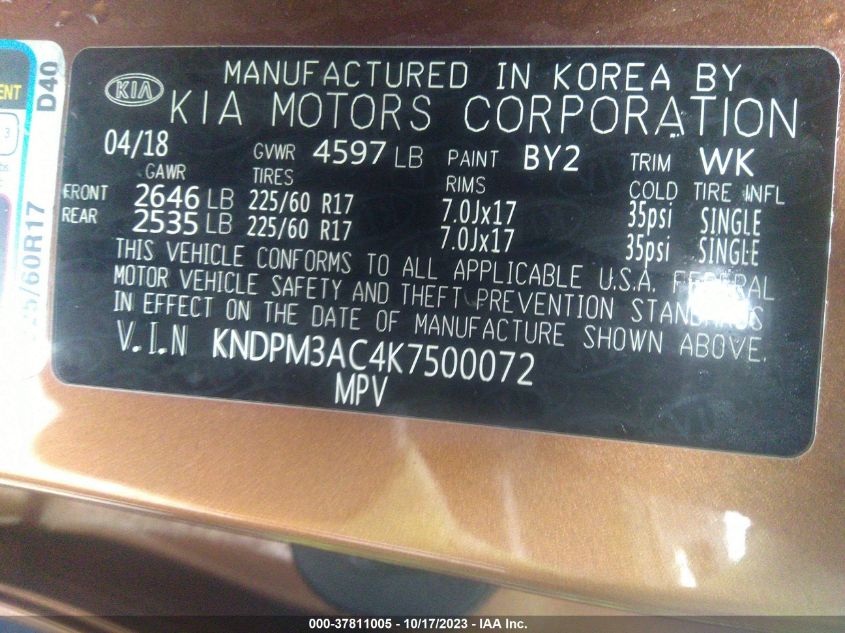 MANUFACTURED IN KOREA BY
KIA KIA MOTORS CORPORATION
04/18 GVWR 4597 LB PAINT BY2 TRIM WK
GAWR TIRES RIMS COLD TIRE INFL
FRONT 2646 LB 225/60 R17 7.0Jx17 35psi SINGLE
REAR 2535 LB 225/60 R17 7.0Jx17 35psi SINGLE
THIS VEHICLE CONFORMS TO ALL APPLICABLE U.S.A. FEDERAL
MOTOR VEHICLE SAFETY AND THEFT PREVENTION STANDARDS
IN EFFECT ON THE DATE OF MANUFACTURE SHOWN ABOVE.
V.I.N KNDPM3AC4K7500072
MPV
D40
3
000-37811005 - 10/17/2023 - IAA Inc.